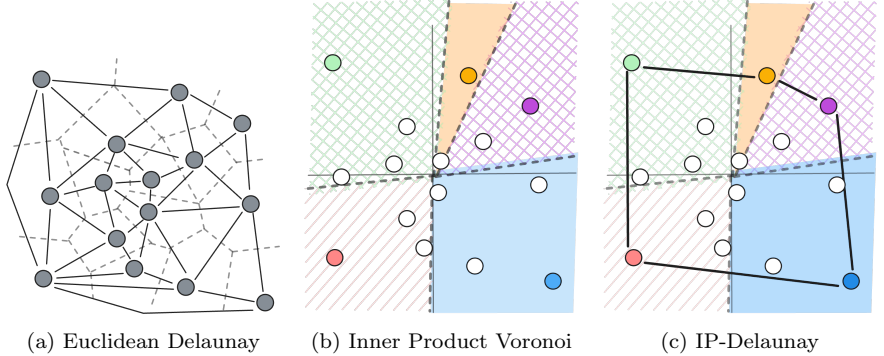 (a) Euclidean Delaunay
(b) Inner Product Voronoi
(c) IP-Delaunay